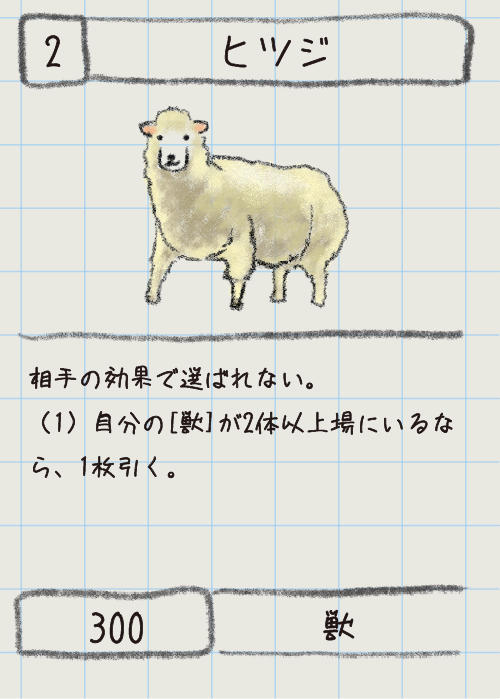 2
ヒツジ
相手の効果で選ばれない。
（1）自分の[獣]が2体以上場にいるな
ら、1枚引く。
300
獣